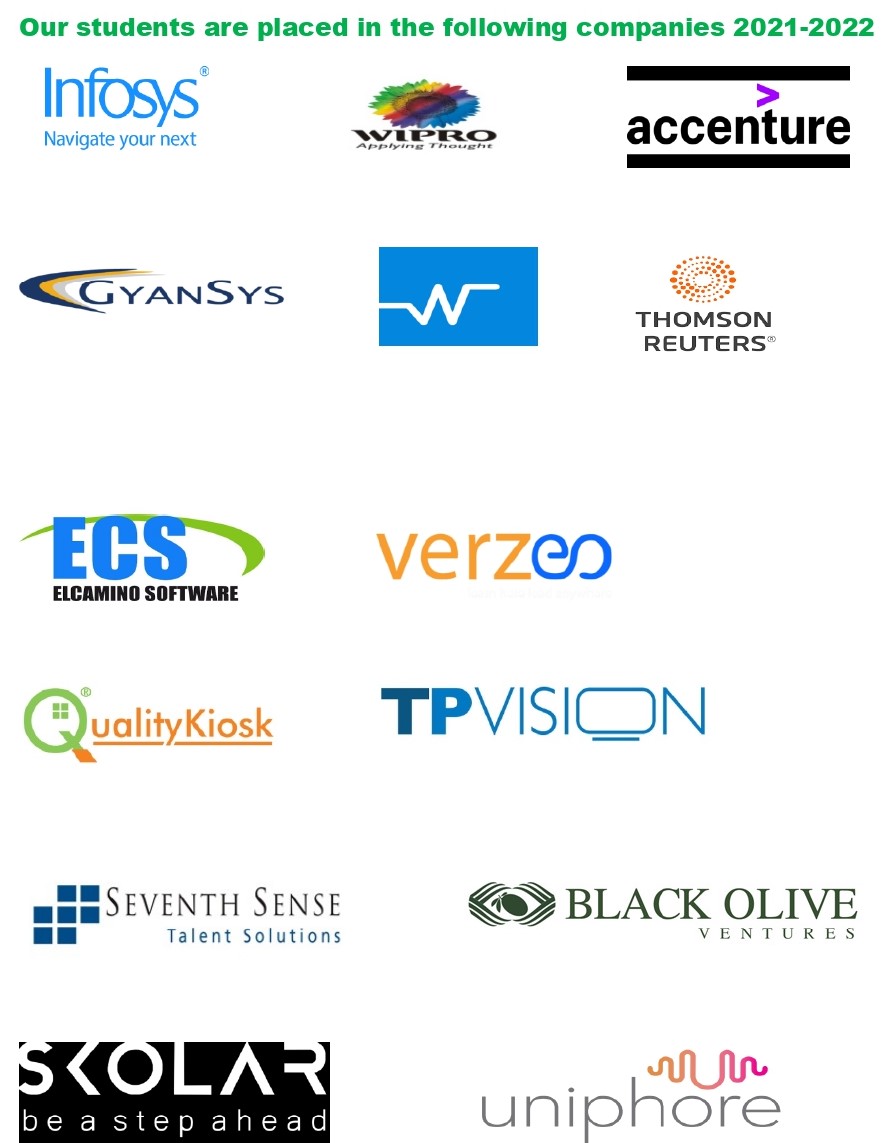 Our students are placed in the following companies 2021-2022
Infosys®
Navigate your next
WIPRO
Applying Thought
>
accenture
GYANSYS
W
THOMSON
REUTERS®
ECS
ELCAMINO SOFTWARE
verzeo
QualityKiosk®
TPVISION
SEVENTH SENSE
Talent Solutions
BLACK OLIVE
VENTURES
SKOLAR
be a step ahead
uniphore